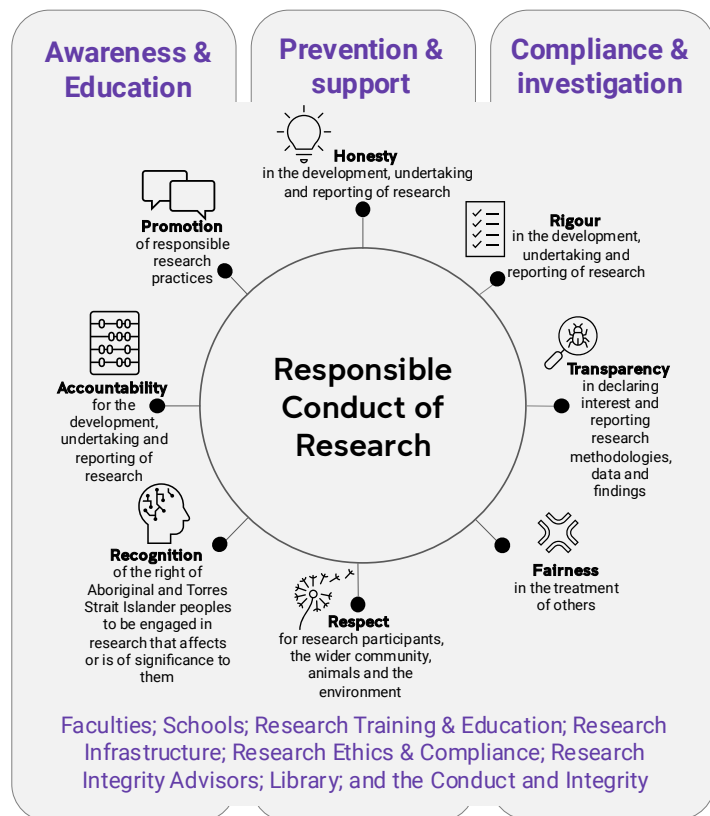 Awareness &
Education
Prevention &
support
Compliance &
investigation
Honesty
in the development, undertaking
and reporting of research
Rigour
in the development,
undertaking and
reporting of research
Transparency
in declaring
interest and
reporting
research
methodologies,
data and
findings
Fairness
in the treatment
of others
Respect
for research participants,
the wider community,
animals and the
environment
Recognition
of the right of
Aboriginal and Torres
Strait Islander peoples
to be engaged in
research that affects
or is of significance to
them
Accountability
for the
development,
undertaking and
reporting of
research
Promotion
of responsible
research
practices
Responsible
Conduct of
Research
Faculties; Schools; Research Training & Education; Research
Infrastructure; Research Ethics & Compliance; Research
Integrity Advisors; Library; and the Conduct and Integrity